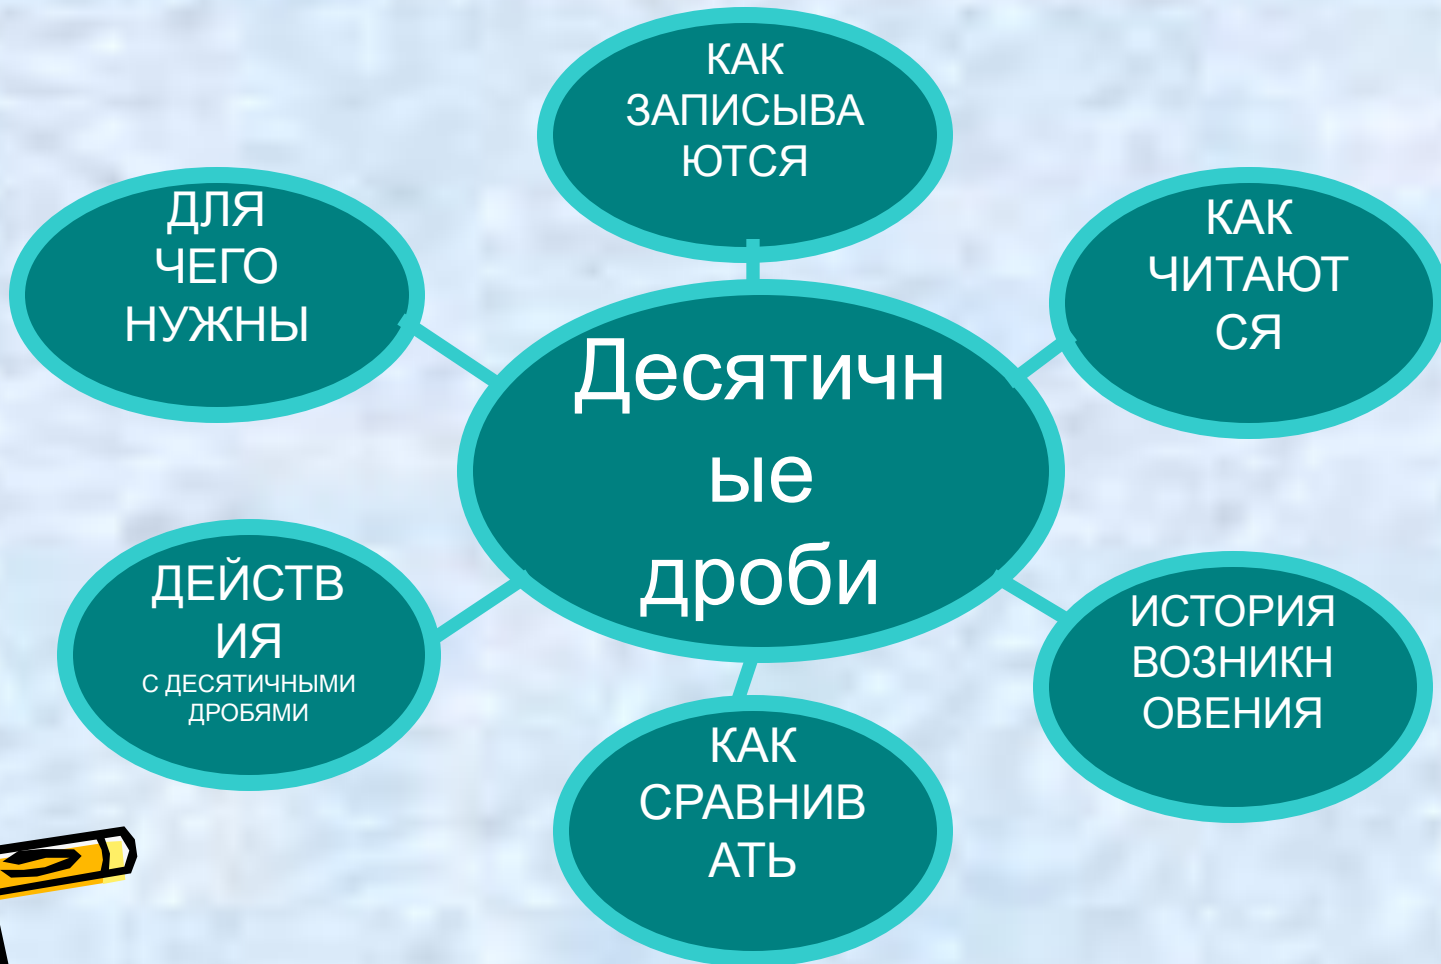 КАК
ЗАПИСЫВА
ЮТСЯ
ДЛЯ
ЧЕГО
НУЖНЫ
КАК
ЧИТАЮТ
СЯ
Десятичн
ые
дроби
ДЕЙСТВ
ИЯ
С ДЕСЯТИЧНЫМИ
ДРОБЯМИ
ИСТОРИЯ
ВОЗНИКН
ОВЕНИЯ
КАК
СРАВНИВ
АТЬ